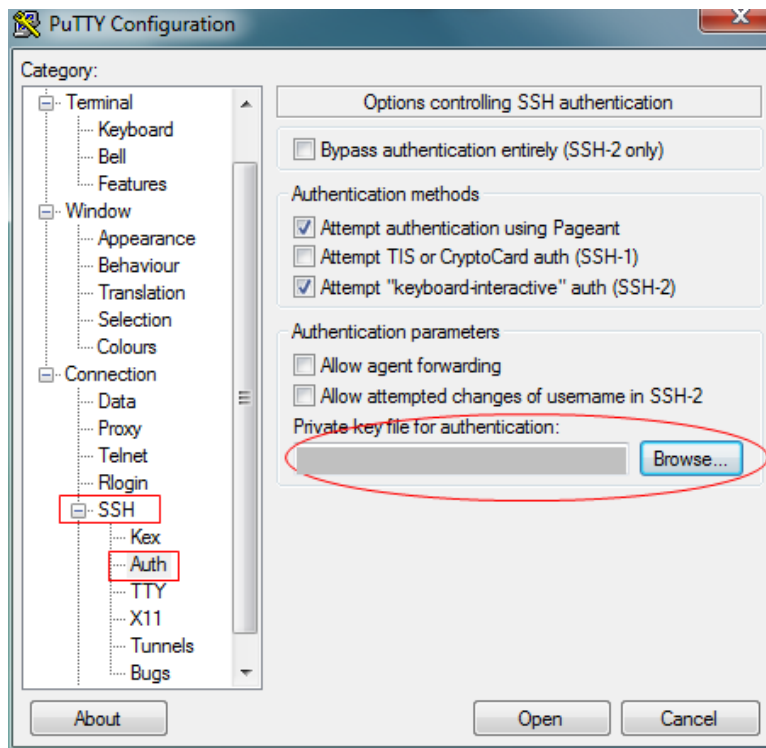 PuTTY Configuration
X
Category:
Terminal
Keyboard
Bell
Features
Window
Appearance
Behaviour
Translation
Selection
Colours
Connection
Data
Proxy
Telnet
Rlogin
SSH
Kex
Auth
TTY
X11
Tunnels
Bugs
Options controlling SSH authentication
Bypass authentication entirely (SSH-2 only)
Authentication methods
Attempt authentication using Pageant
Attempt TIS or CryptoCard auth (SSH-1)
Attempt "keyboard-interactive" auth (SSH-2)
Authentication parameters
Allow agent forwarding
Allow attempted changes of username in SSH-2
Private key file for authentication:
Browse...
About
Open
Cancel